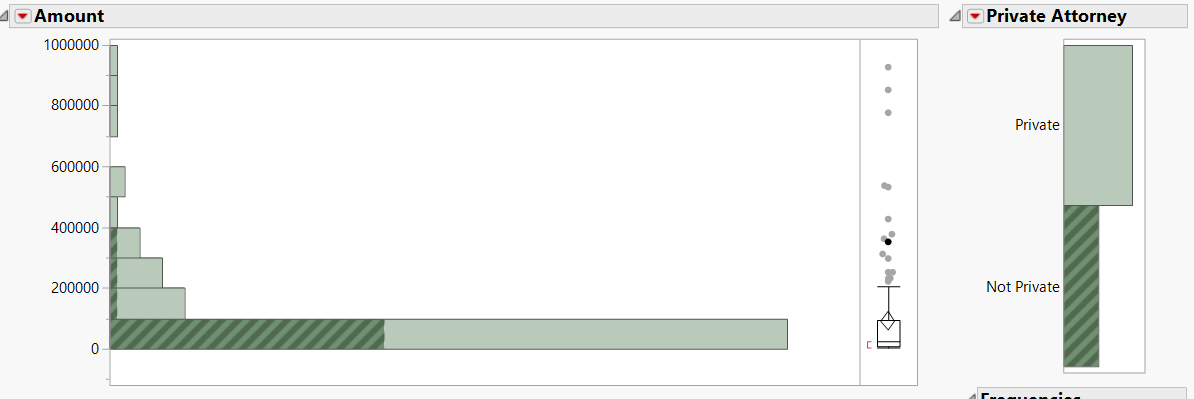 Amount
1000000
800000
600000
400000
200000
0
Private Attorney
Private
Not Private
Frequencies